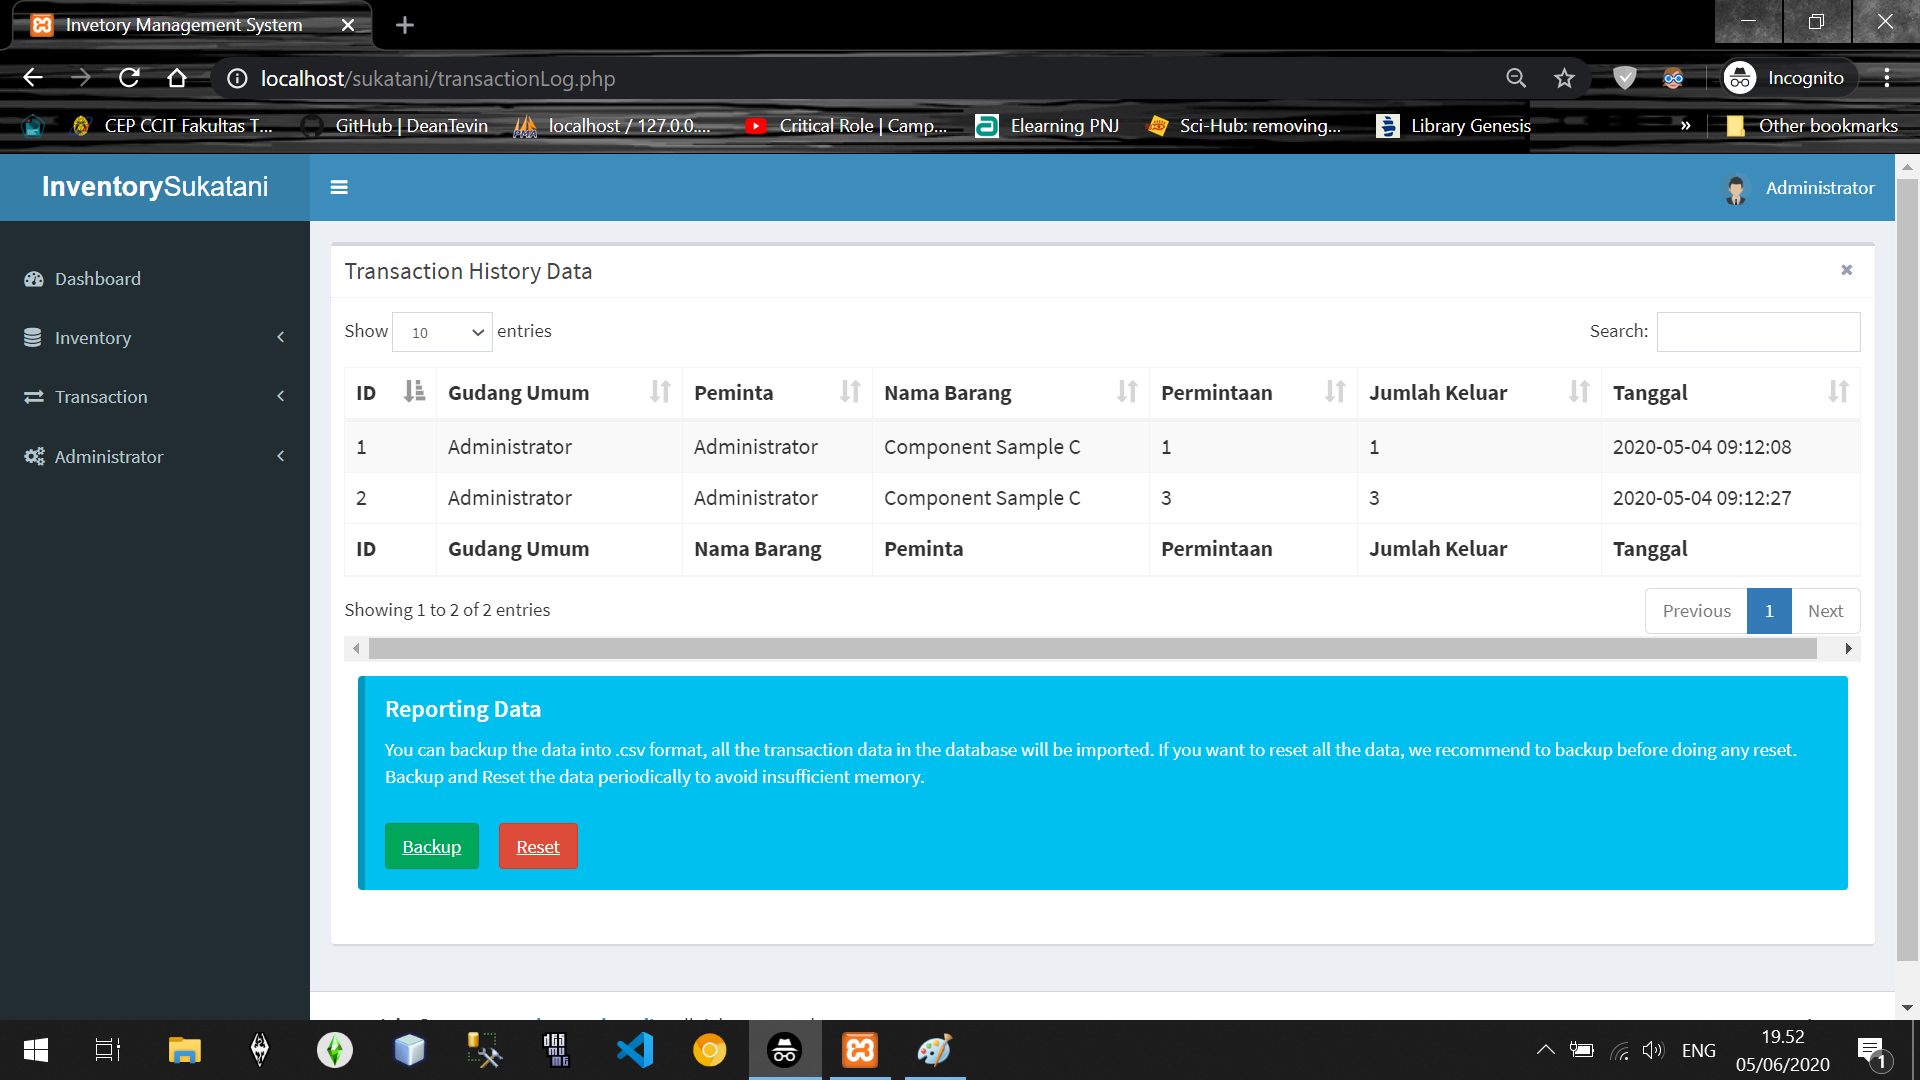 Invetory Management System
localhost/sukatani/transactionLog.php
Incognito
CEP CCIT Fakultas T... GitHub | DeanTevin localhost / 127.0.0.... Critical Role | Camp... Elearning PNJ Sci-Hub: removing... Library Genesis » Other bookmarks
InventorySukatani
Administrator
Dashboard
Inventory
Transaction
Administrator
Transaction History Data
Show 10 entries
Search:
ID Gudang Umum Peminta Nama Barang Permintaan Jumlah Keluar Tanggal
1 Administrator Administrator Component Sample C 1 1 2020-05-04 09:12:08
2 Administrator Administrator Component Sample C 3 3 2020-05-04 09:12:27
ID Gudang Umum Nama Barang Peminta Permintaan Jumlah Keluar Tanggal
Showing 1 to 2 of 2 entries
Previous 1 Next
Reporting Data
You can backup the data into .csv format, all the transaction data in the database will be imported. If you want to reset all the data, we recommend to backup before doing any reset.
Backup and Reset the data periodically to avoid insufficient memory.
Backup Reset
ENG
19.52
05/06/2020
1